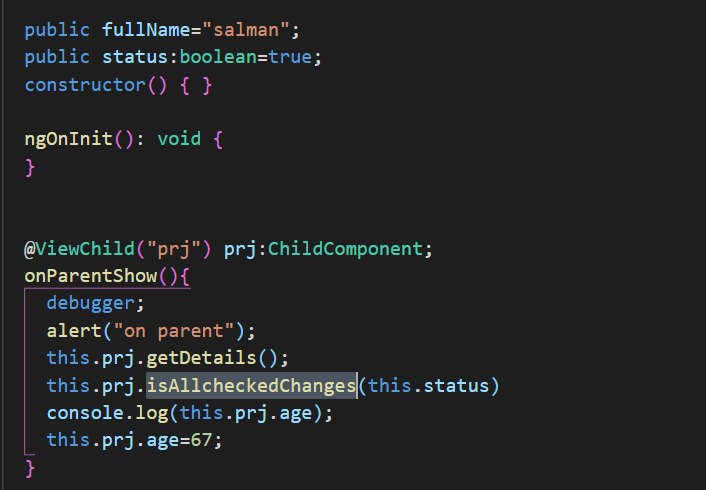 public fullName="salman";
public status:boolean=true;
constructor() { }
ngOnInit(): void {
}
@ViewChild("prj") prj:ChildComponent;
onParentShow(){
debugger;
alert("on parent");
this.prj.getDetails();
this.prj.isAllcheckedChanges(this.status)
console.log(this.prj.age);
this.prj.age=67;
}